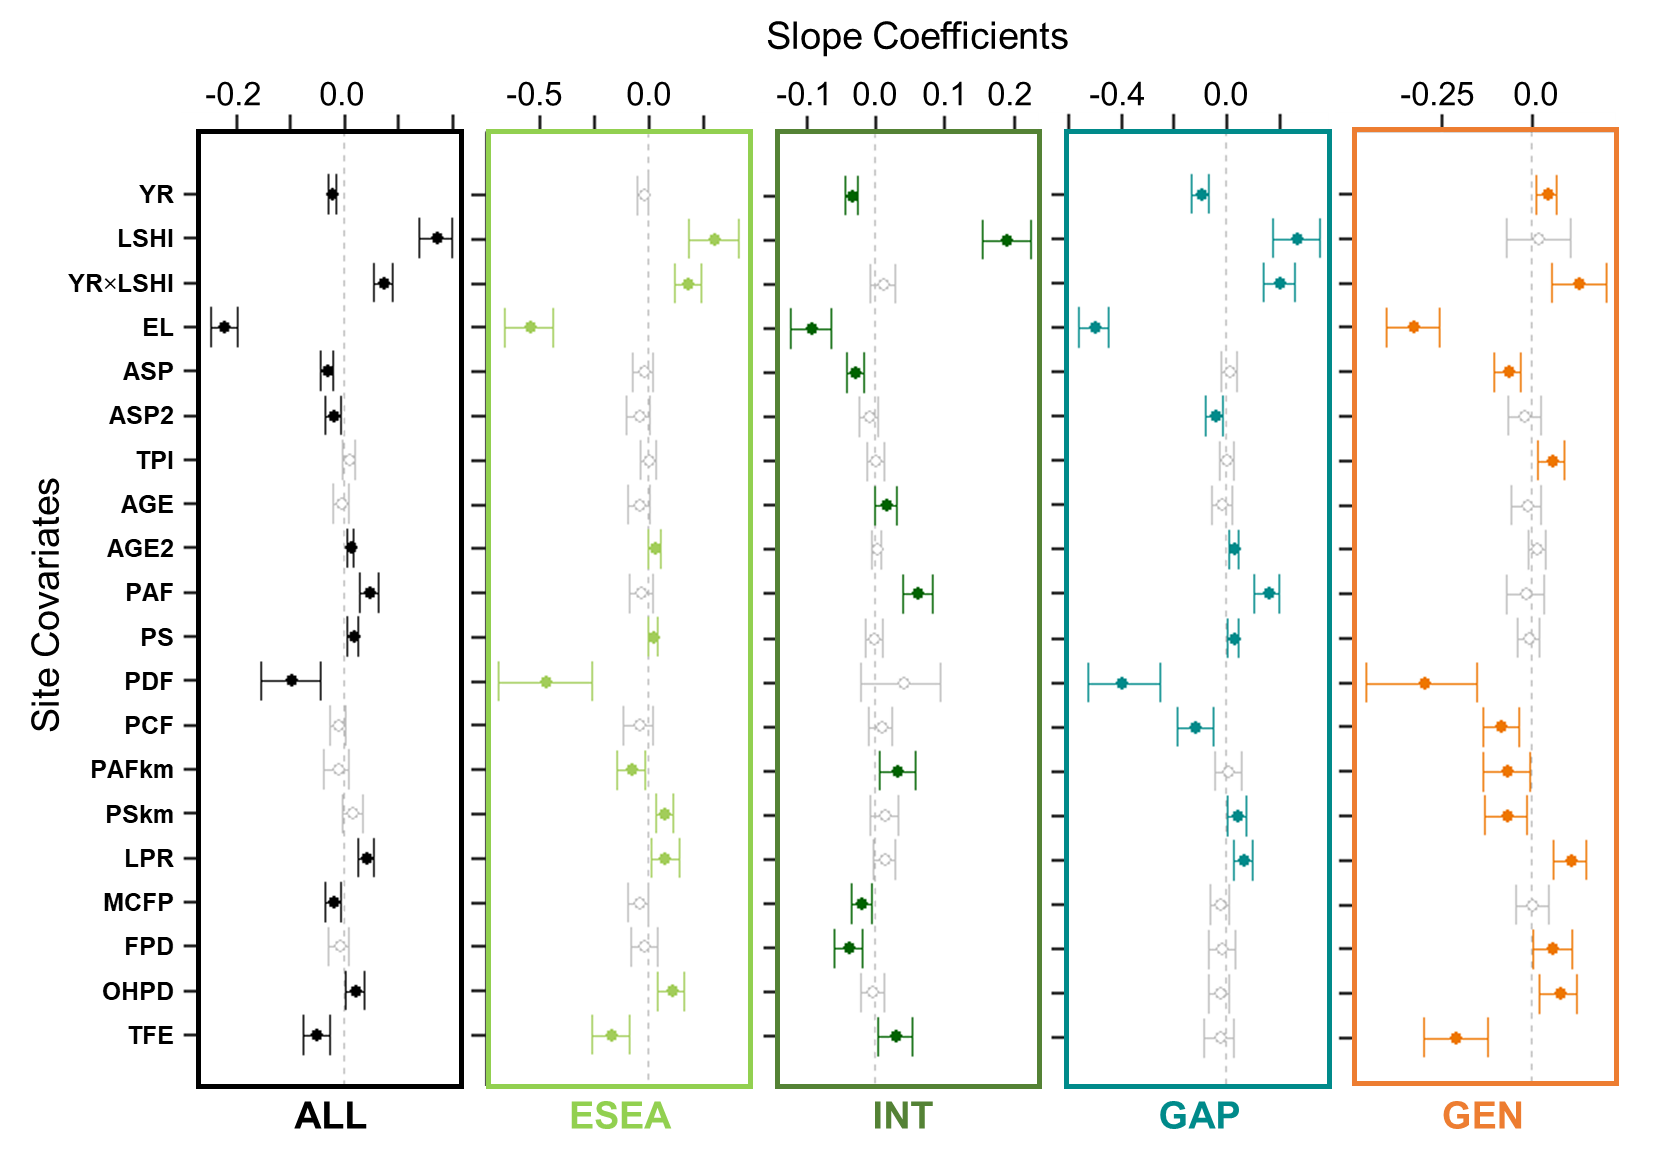 Slope Coefficients
-0.2 0.0 -0.5 0.0 -0.1 0.0 0.1 0.2 -0.4 0.0 -0.25 0.0
Site Covariates
YR
LSHI
YR×LSHI
EL
ASP
ASP2
TPI
AGE
AGE2
PAF
PS
PDF
PCF
PAFkm
PSkm
LPR
MCFP
FPD
OHPD
TFE
ALL ESEA INT GAP GEN